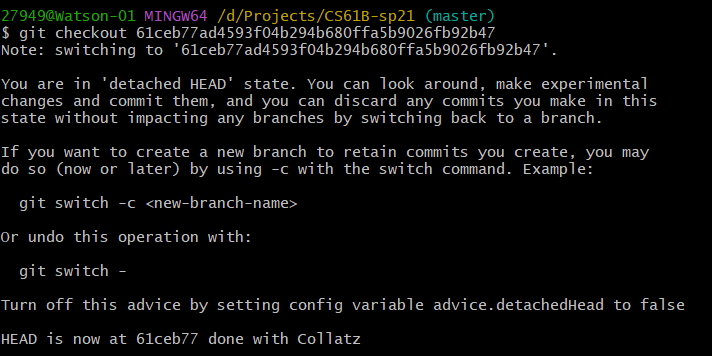 27949@Watson-01 MINGW64 /d/Projects/CS61B-sp21 (master)
$ git checkout 61ceb77ad4593f04b294b680ffa5b9026fb92b47
Note: switching to '61ceb77ad4593f04b294b680ffa5b9026fb92b47'.

You are in 'detached HEAD' state. You can look around, make experimental
changes and commit them, and you can discard any commits you make in this
state without impacting any branches by switching back to a branch.

If you want to create a new branch to retain commits you create, you may
do so (now or later) by using -c with the switch command. Example:

  git switch -c <new-branch-name>

Or undo this operation with:

  git switch -

Turn off this advice by setting config variable advice.detachedHead to false

HEAD is now at 61ceb77 done with Collatz